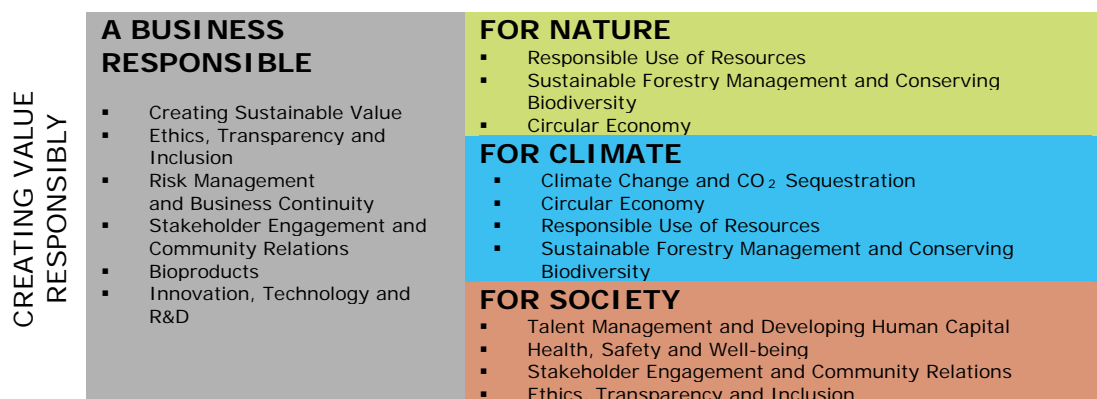 CREATING VALUE
RESPONSIBLY
A BUSINESS
RESPONSIBLE
▪ Creating Sustainable Value
▪ Ethics, Transparency and
Inclusion
▪ Risk Management
and Business Continuity
▪ Stakeholder Engagement and
Community Relations
▪ Bioproducts
▪ Innovation, Technology and
R&D
FOR NATURE
▪ Responsible Use of Resources
▪ Sustainable Forestry Management and Conserving
Biodiversity
▪ Circular Economy
FOR CLIMATE
▪ Climate Change and CO₂ Sequestration
▪ Circular Economy
▪ Responsible Use of Resources
▪ Sustainable Forestry Management and Conserving
Biodiversity
FOR SOCIETY
▪ Talent Management and Developing Human Capital
▪ Health, Safety and Well-being
▪ Stakeholder Engagement and Community Relations
▪ Ethics, Transparency and Inclusion